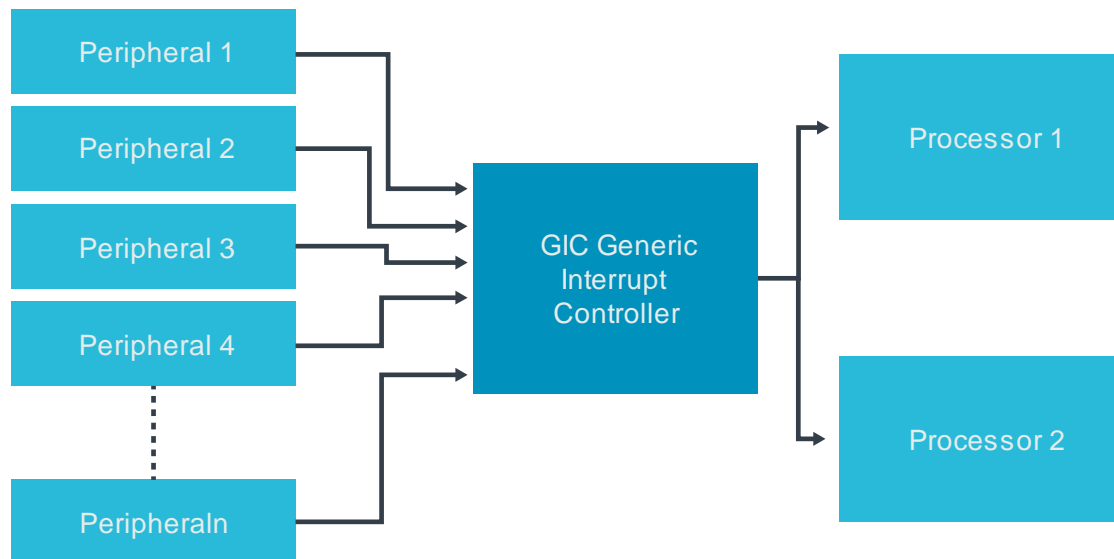 Peripheral 1
Peripheral 2
Peripheral 3
Peripheral 4
Peripheraln
GIC Generic
Interrupt
Controller
Processor 1
Processor 2